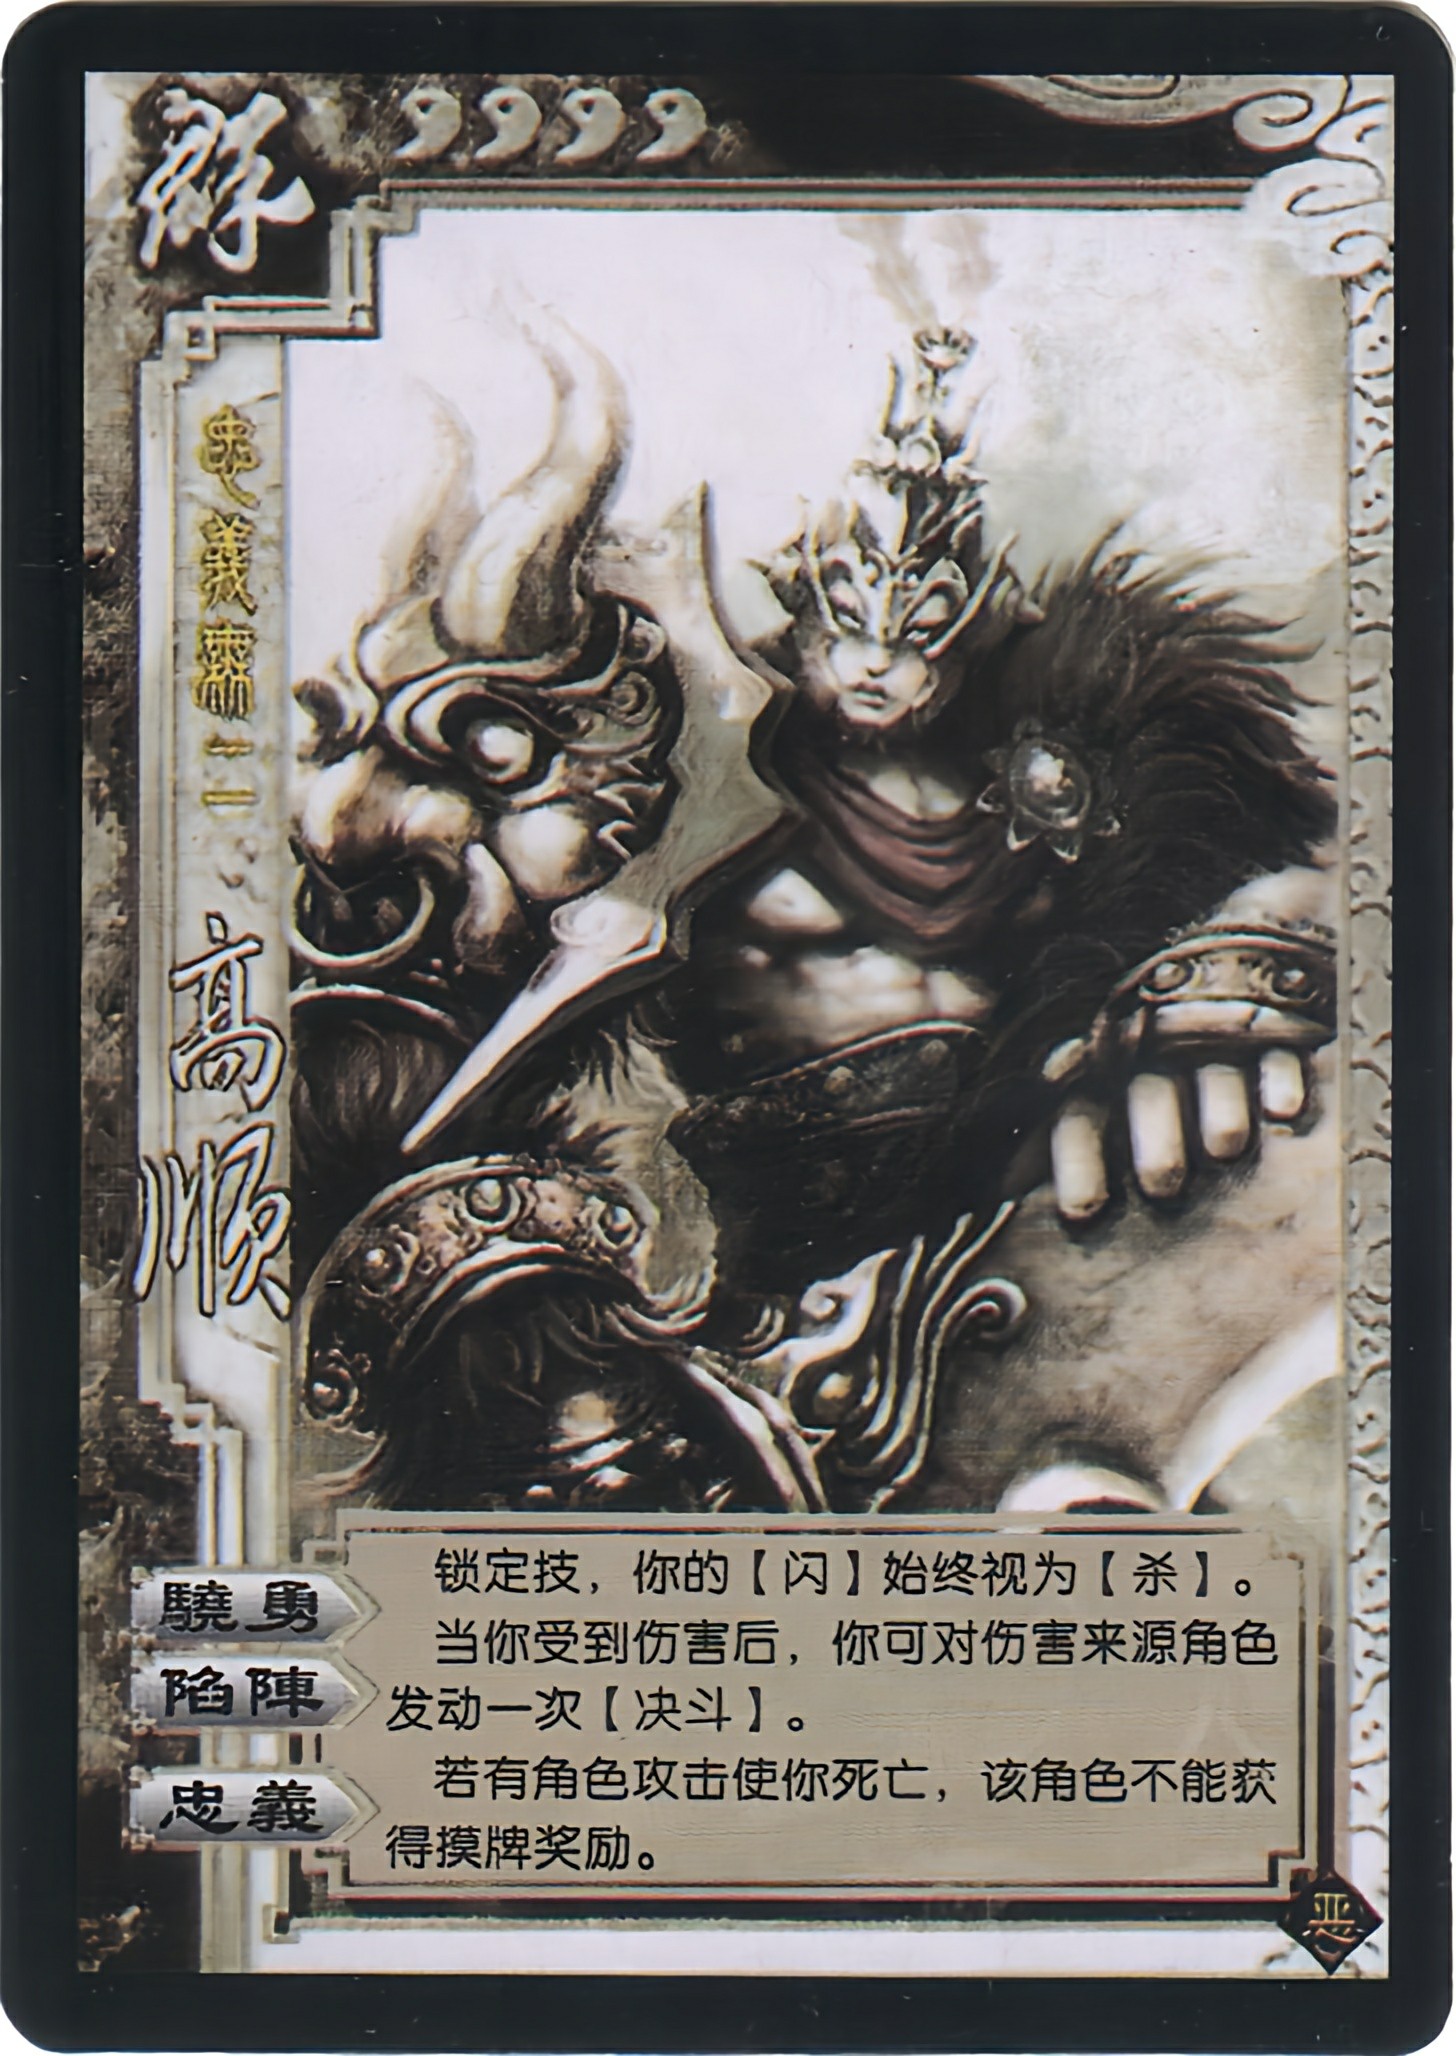 群
忠義無二
高順
驍勇
锁定技，你的【闪】始终视为【杀】。
陷陣
当你受到伤害后，你可对伤害来源角色
发动一次【决斗】。
忠義
若有角色攻击使你死亡，该角色不能获
得摸牌奖励。
恶